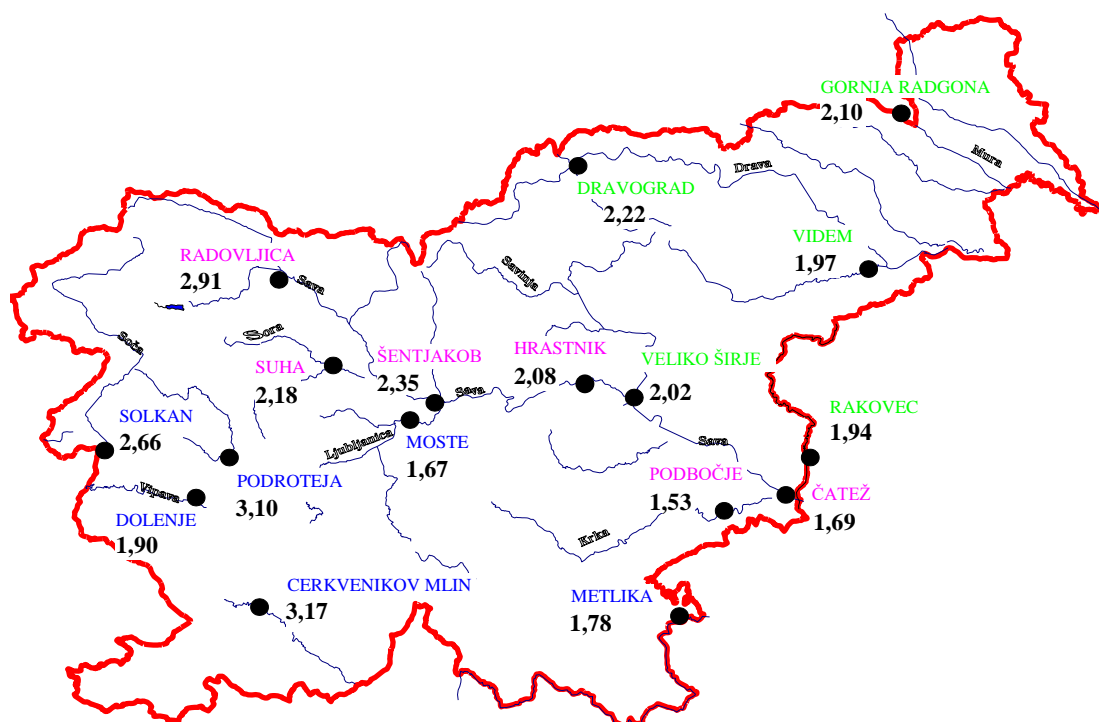 GORNJA RADGONA
2,10
Mura
Drava
DRAVOGRAD
2,22
VIDEM
1,97
RADOVLJICA
2,91
Sava
Savinja
Soča
Sora
SUHA
2,18
ŠENTJAKOB
2,35
Sava
HRASTNIK
2,08
VELIKO ŠIRJE
2,02
SOLKAN
2,66
Ljubljanica
MOSTE
1,67
RAKOVEC
1,94
Sava
PODROTEJA
3,10
Vipava
DOLENJE
1,90
PODBOČJE
1,53
ČATEŽ
1,69
Krka
CERKVENIKOV MLIN
3,17
METLIKA
1,78